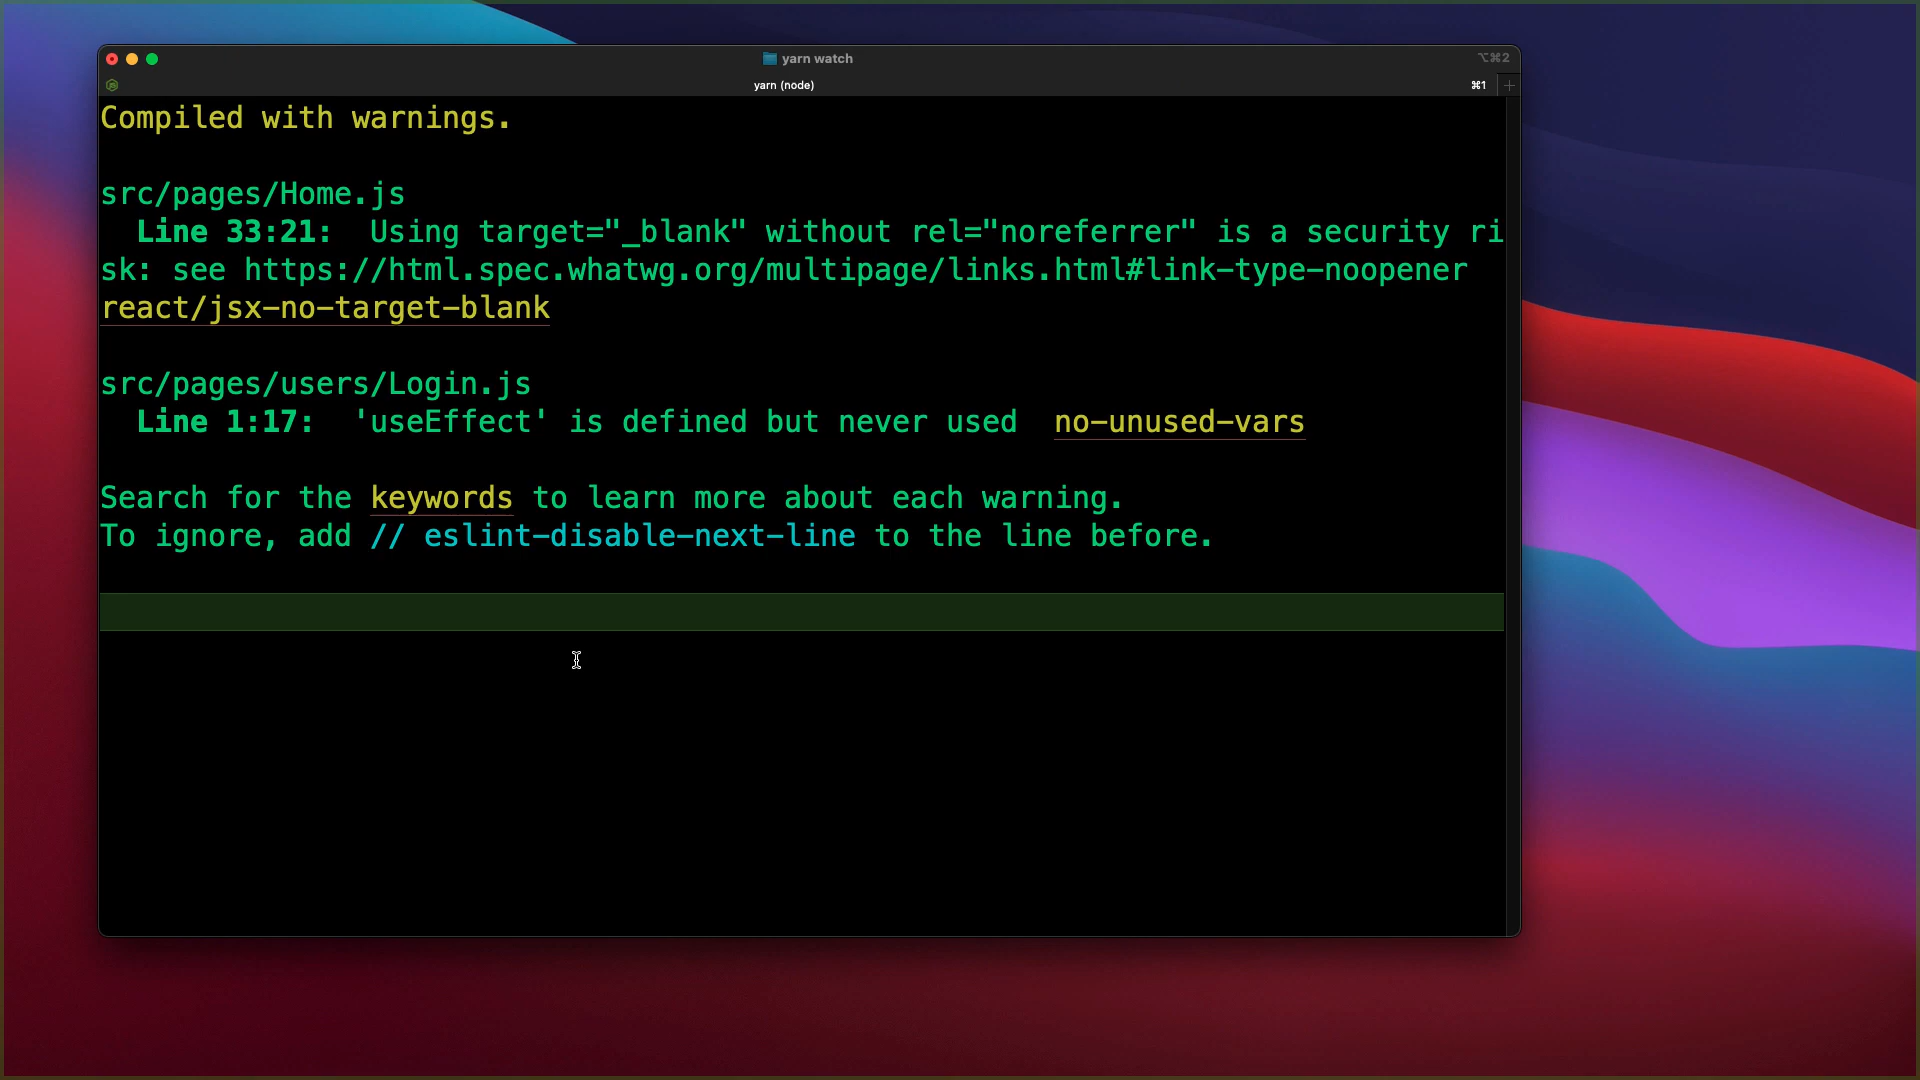 yarn watch
⌥⌘2
yarn (node)
⌘1
Compiled with warnings.
src/pages/Home.js
Line 33:21:  Using target="_blank" without rel="noreferrer" is a security ri
sk: see https://html.spec.whatwg.org/multipage/links.html#link-type-noopener
react/jsx-no-target-blank
src/pages/users/Login.js
Line 1:17:  'useEffect' is defined but never used  no-unused-vars
Search for the keywords to learn more about each warning.
To ignore, add // eslint-disable-next-line to the line before.